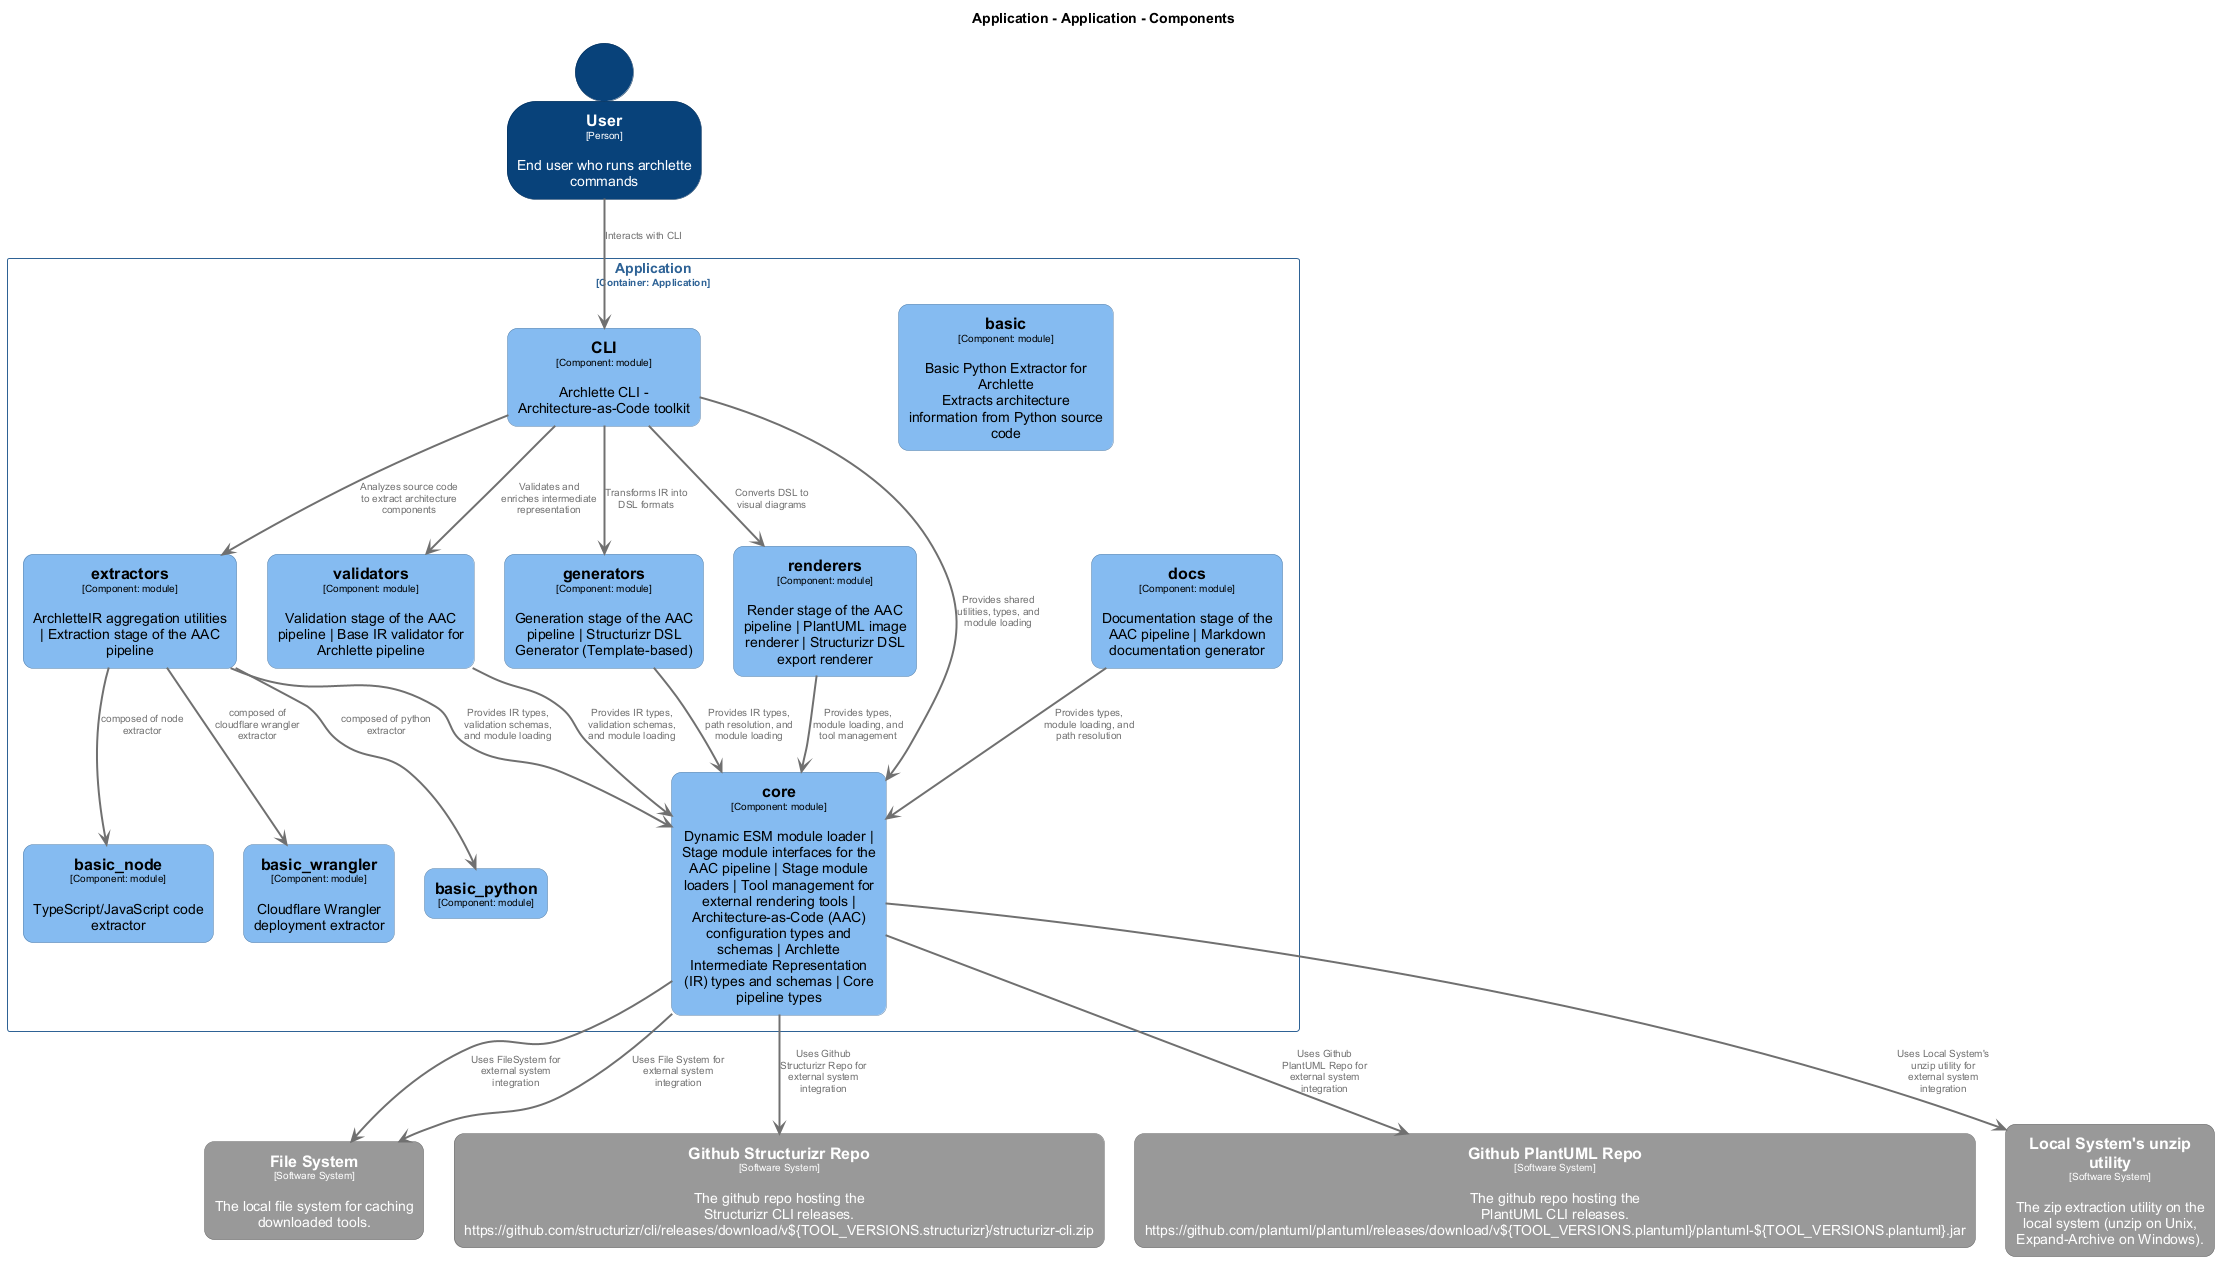 Application - Application - Components
User
[Person]
End user who runs archlette
commands
Interacts with CLI
Application
[Container: Application]
CLI
[Component: module]
Archlette CLI -
Architecture-as-Code toolkit
basic
[Component: module]
Basic Python Extractor for
Archlette
Extracts architecture
information from Python source
code
Analyzes source code
to extract architecture
components
Validates and
enriches intermediate
representation
Transforms IR into
DSL formats
Converts DSL to
visual diagrams
Provides shared
utilities, types, and
module loading
extractors
[Component: module]
ArchletteIR aggregation utilities
| Extraction stage of the AAC
pipeline
validators
[Component: module]
Validation stage of the AAC
pipeline | Base IR validator for
Archlette pipeline
generators
[Component: module]
Generation stage of the AAC
pipeline | Structurizr DSL
Generator (Template-based)
renderers
[Component: module]
Render stage of the AAC
pipeline | PlantUML image
renderer | Structurizr DSL
export renderer
docs
[Component: module]
Documentation stage of the
AAC pipeline | Markdown
documentation generator
composed of node
extractor
composed of
cloudflare wrangler
extractor
composed of python
extractor
Provides IR types,
validation schemas,
and module loading
Provides IR types,
validation schemas,
and module loading
Provides IR types,
path resolution, and
module loading
Provides types,
module loading, and
tool management
Provides types,
module loading, and
path resolution
basic_node
[Component: module]
TypeScript/JavaScript code
extractor
basic_wrangler
[Component: module]
Cloudflare Wrangler
deployment extractor
basic_python
[Component: module]
core
[Component: module]
Dynamic ESM module loader |
Stage module interfaces for the
AAC pipeline | Stage module
loaders | Tool management for
external rendering tools |
Architecture-as-Code (AAC)
configuration types and
schemas | Archlette
Intermediate Representation
(IR) types and schemas | Core
pipeline types
Uses FileSystem for
external system
integration
Uses File System for
external system
integration
Uses Github
Structurizr Repo for
external system
integration
Uses Github
PlantUML Repo for
external system
integration
Uses Local System's
unzip utility for
external system
integration
File System
[Software System]
The local file system for caching
downloaded tools.
Github Structurizr Repo
[Software System]
The github repo hosting the
Structurizr CLI releases.
https://github.com/structurizr/cli/releases/download/v${TOOL_VERSIONS.structurizr}/structurizr-cli.zip
Github PlantUML Repo
[Software System]
The github repo hosting the
PlantUML CLI releases.
https://github.com/plantuml/plantuml/releases/download/v${TOOL_VERSIONS.plantuml}/plantuml-${TOOL_VERSIONS.plantuml}.jar
Local System's unzip
utility
[Software System]
The zip extraction utility on the
local system (unzip on Unix,
Expand-Archive on Windows).